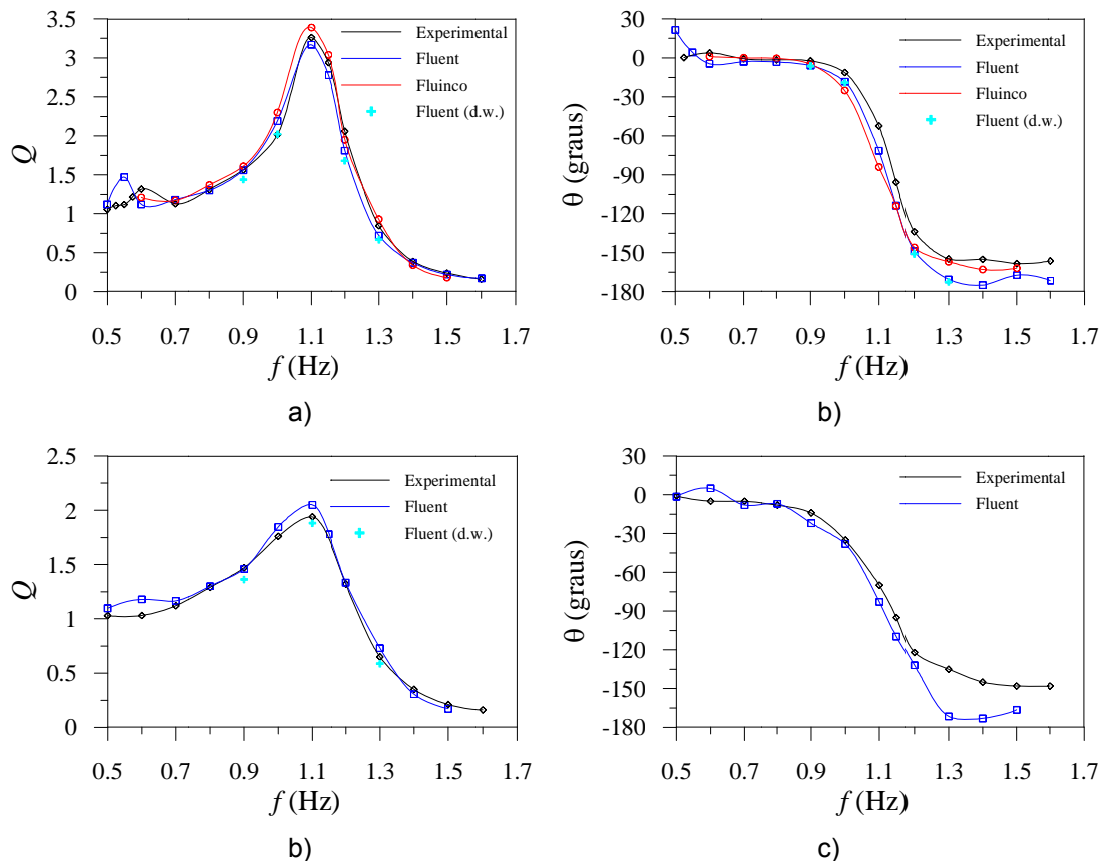 3.5
3
2.5
2
1.5
1
0.5
0
Q
Experimental
Fluent
Fluinco
Fluent (d.w.)
0.5 0.7 0.9 1.1 1.3 1.5 1.7
f (Hz)
a)
30
0
-30
-60
-90
-120
-150
-180
θ (graus)
Experimental
Fluent
Fluinco
Fluent (d.w.)
0.5 0.7 0.9 1.1 1.3 1.5 1.7
f (Hz)
b)
2.5
2
1.5
1
0.5
0
Q
Experimental
Fluent
Fluent (d.w.)
0.5 0.7 0.9 1.1 1.3 1.5 1.7
f (Hz)
b)
30
0
-30
-60
-90
-120
-150
-180
θ (graus)
Experimental
Fluent
0.5 0.7 0.9 1.1 1.3 1.5 1.7
f (Hz)
c)